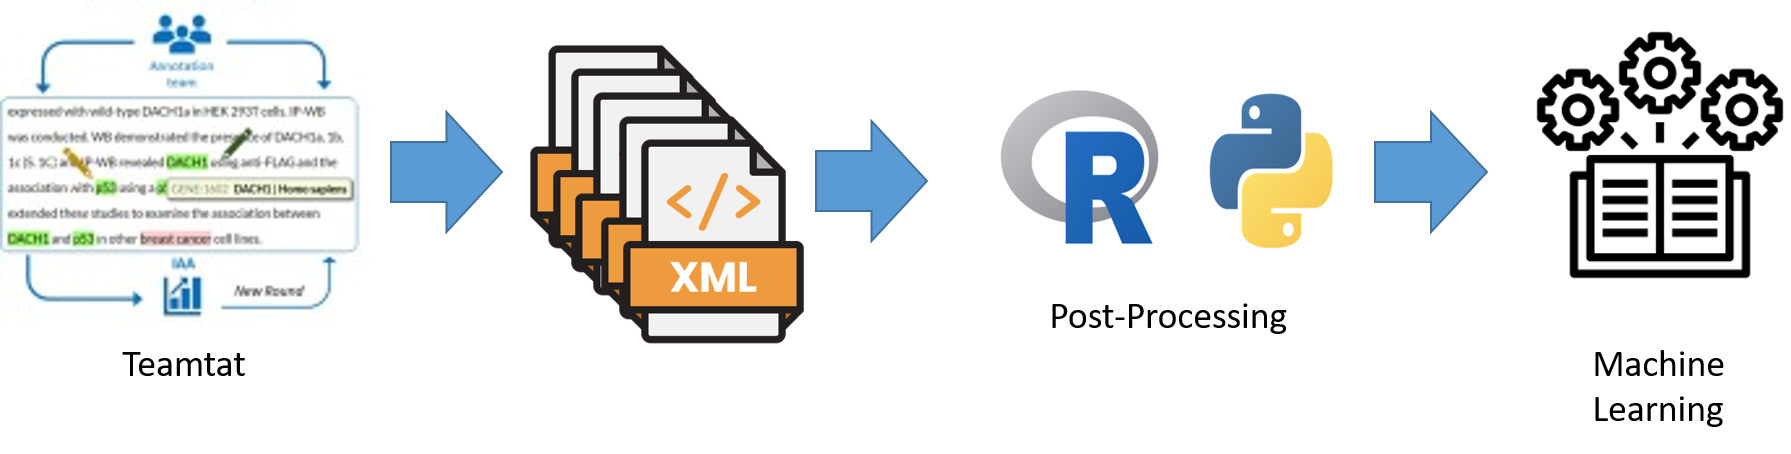 Annotation
team
expressed with wild-type DACH1a in HEK 293T cells. IP-WB
was conducted. WB demonstrated the presence of DACH1a, 1b,
1c (S. 1C) and IP-WB revealed DACH1 using anti-FLAG and the
association with p53 using a
GENE:1602 DACH1 | Homo sapiens
extended these studies to examine the association between
DACH1 and p53 in other breast cancer cell lines.
IAA
New Round
Teamtat
</>
XML
R
Post-Processing
Machine
Learning